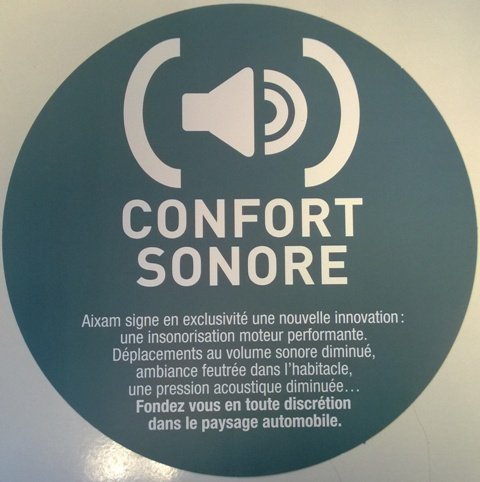 CONFORT
SONORE
Aixam signe en exclusivité une nouvelle innovation :
une insonorisation moteur performante.
Déplacements au volume sonore diminué,
ambiance feutrée dans l'habitacle,
une pression acoustique diminuée…
Fondez vous en toute discrétion
dans le paysage automobile.